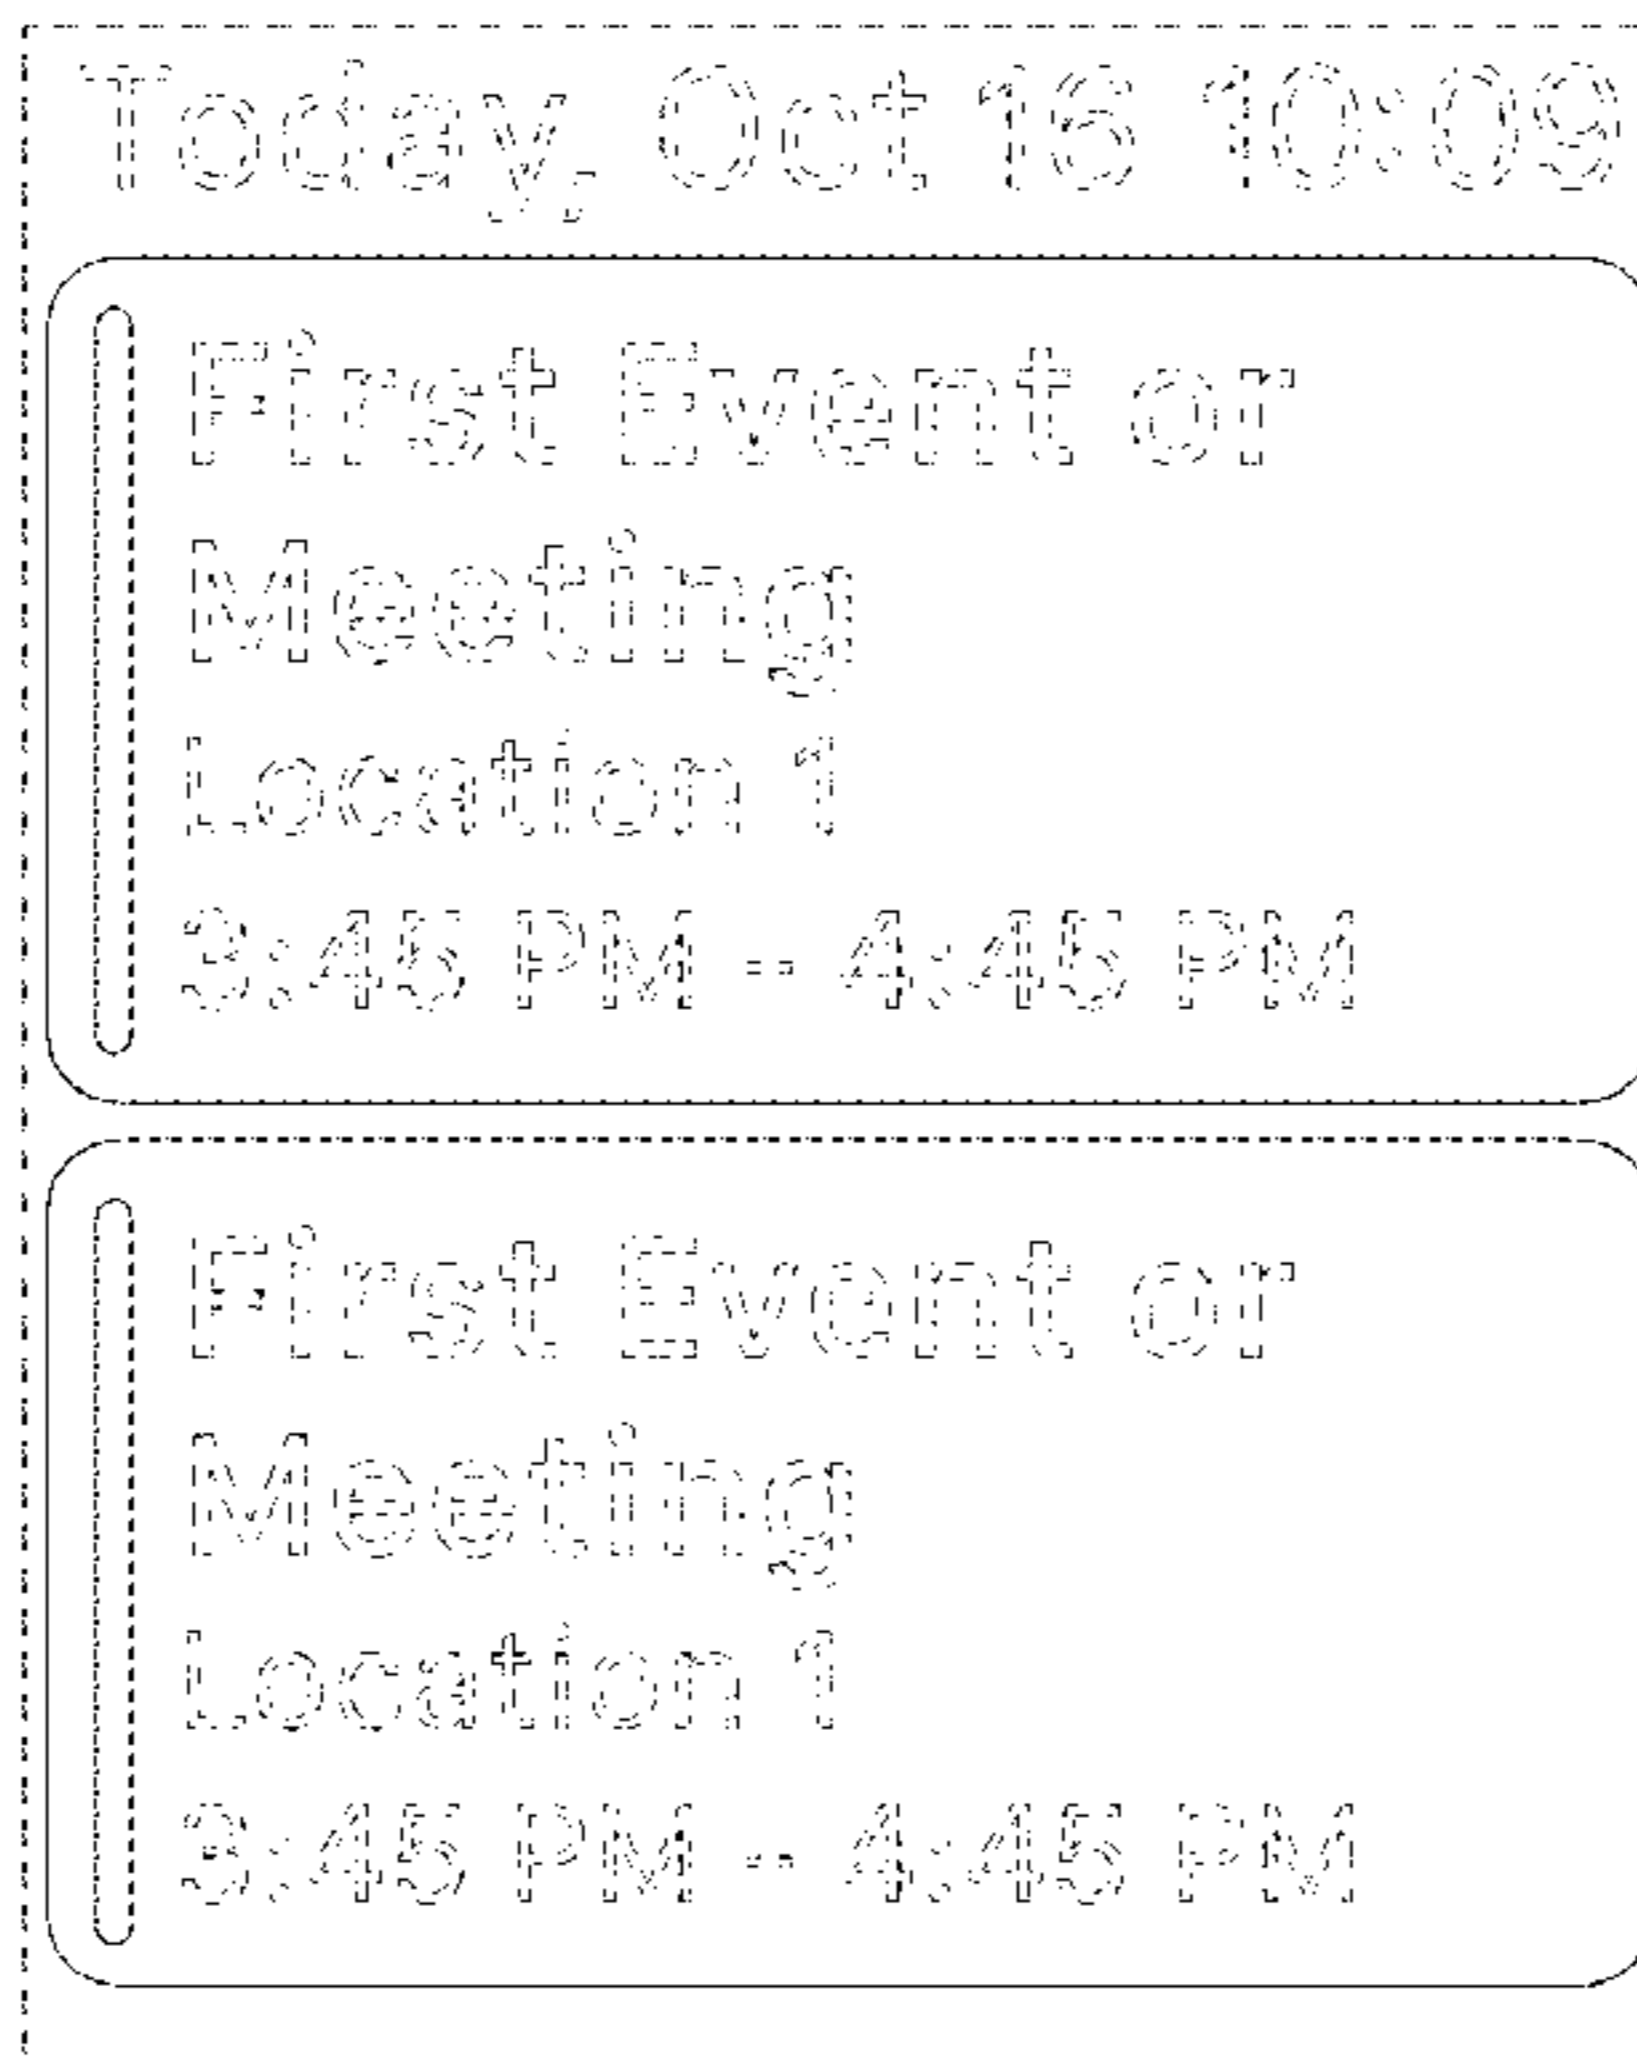 Today, Oct 16 10:09
First Event or
Meeting
Location 1
3:45 PM - 4:45 PM
First Event or
Meeting
Location 1
3:45 PM - 4:45 PM